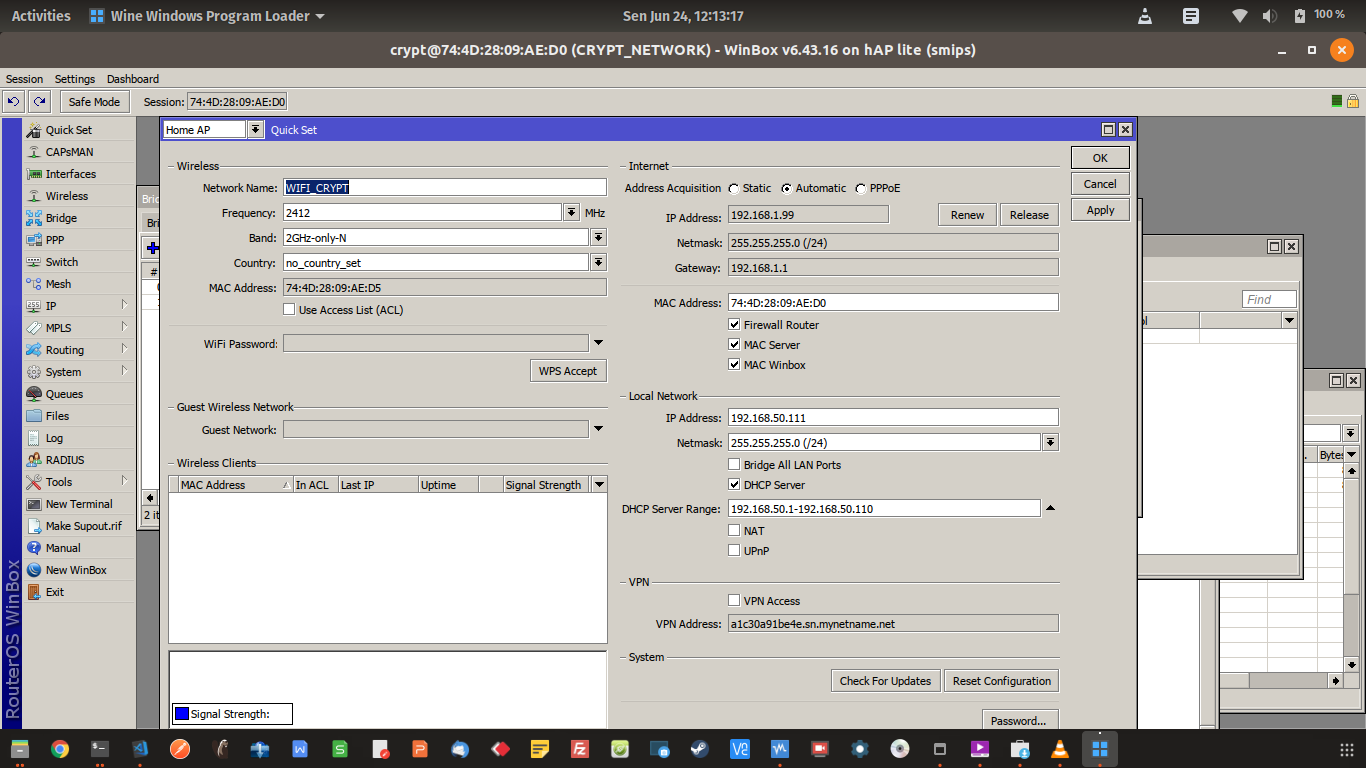 Activities Wine Windows Program Loader Sen Jun 24, 12:13:17 100 %
crypt@74:4D:28:09:AE:D0 (CRYPT_NETWORK) - WinBox v6.43.16 on hAP lite (smips)
Session Settings Dashboard
Safe Mode Session: 74:4D:28:09:AE:D0
RouterOS WinBox
Quick Set
CAPsMAN
Interfaces
Wireless
Bridge
PPP
Switch
Mesh
IP
MPLS
Routing
System
Queues
Files
Log
RADIUS
Tools
New Terminal
Make Supout.rif
Manual
New WinBox
Exit
Home AP Quick Set
Wireless
Network Name: WIFI_CRYPT
Frequency: 2412 MHz
Band: 2GHz-only-N
Country: no_country_set
MAC Address: 74:4D:28:09:AE:D5
Use Access List (ACL)
WiFi Password:
WPS Accept
Guest Wireless Network
Guest Network:
Wireless Clients
MAC Address In ACL Last IP Uptime Signal Strength
Signal Strength:
Internet
Address Acquisition Static Automatic PPPoE
IP Address: 192.168.1.99 Renew Release
Netmask: 255.255.255.0 (/24)
Gateway: 192.168.1.1
MAC Address: 74:4D:28:09:AE:D0
Firewall Router
MAC Server
MAC Winbox
Local Network
IP Address: 192.168.50.111
Netmask: 255.255.255.0 (/24)
Bridge All LAN Ports
DHCP Server
DHCP Server Range: 192.168.50.1-192.168.50.110
NAT
UPnP
VPN
VPN Access
VPN Address: a1c30a91be4e.sn.mynetname.net
System
Check For Updates Reset Configuration
Password...
OK
Cancel
Apply
Bri
Bri
#
2 it
Find
Bytes